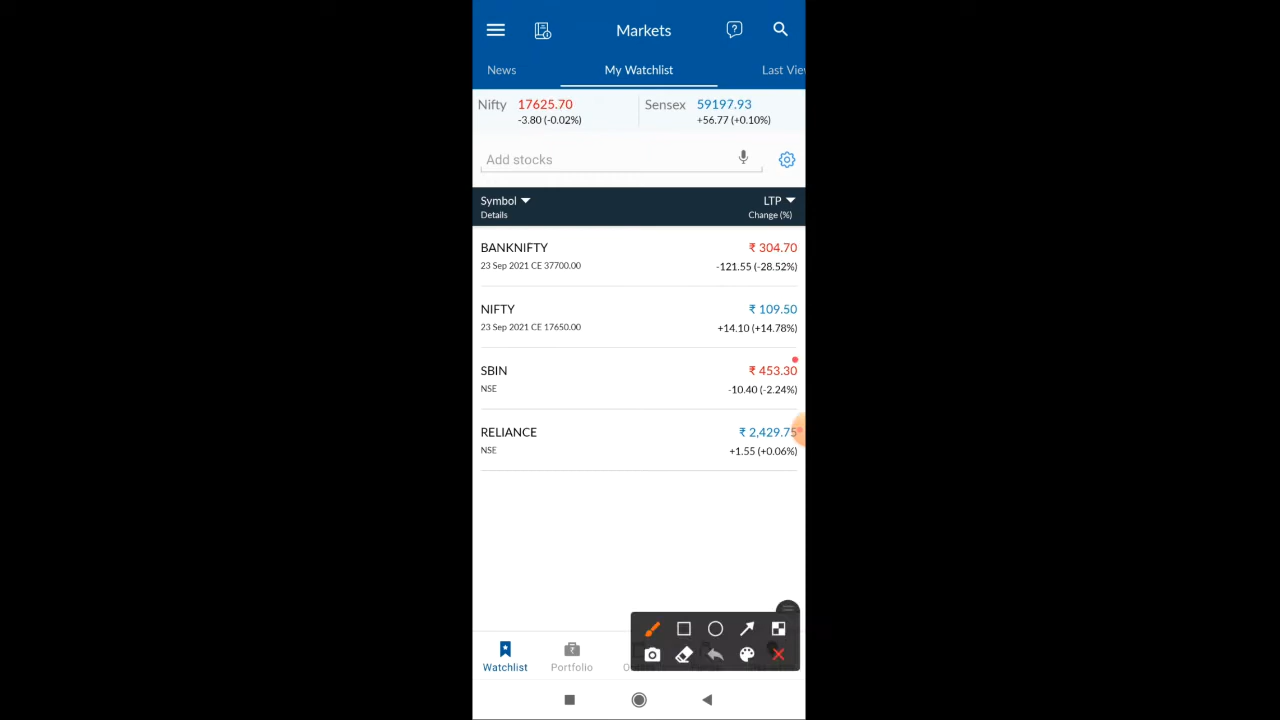 Markets
News My Watchlist Last Vie
Nifty 17625.70 Sensex 59197.93
-3.80 (-0.02%) +56.77 (+0.10%)
Add stocks
Symbol LTP
Details Change (%)
BANKNIFTY ₹ 304.70
23 Sep 2021 CE 37700.00 -121.55 (-28.52%)
NIFTY ₹ 109.50
23 Sep 2021 CE 17650.00 +14.10 (+14.78%)
SBIN ₹ 453.30
NSE -10.40 (-2.24%)
RELIANCE ₹ 2,429.75
NSE +1.55 (+0.06%)
Watchlist Portfolio